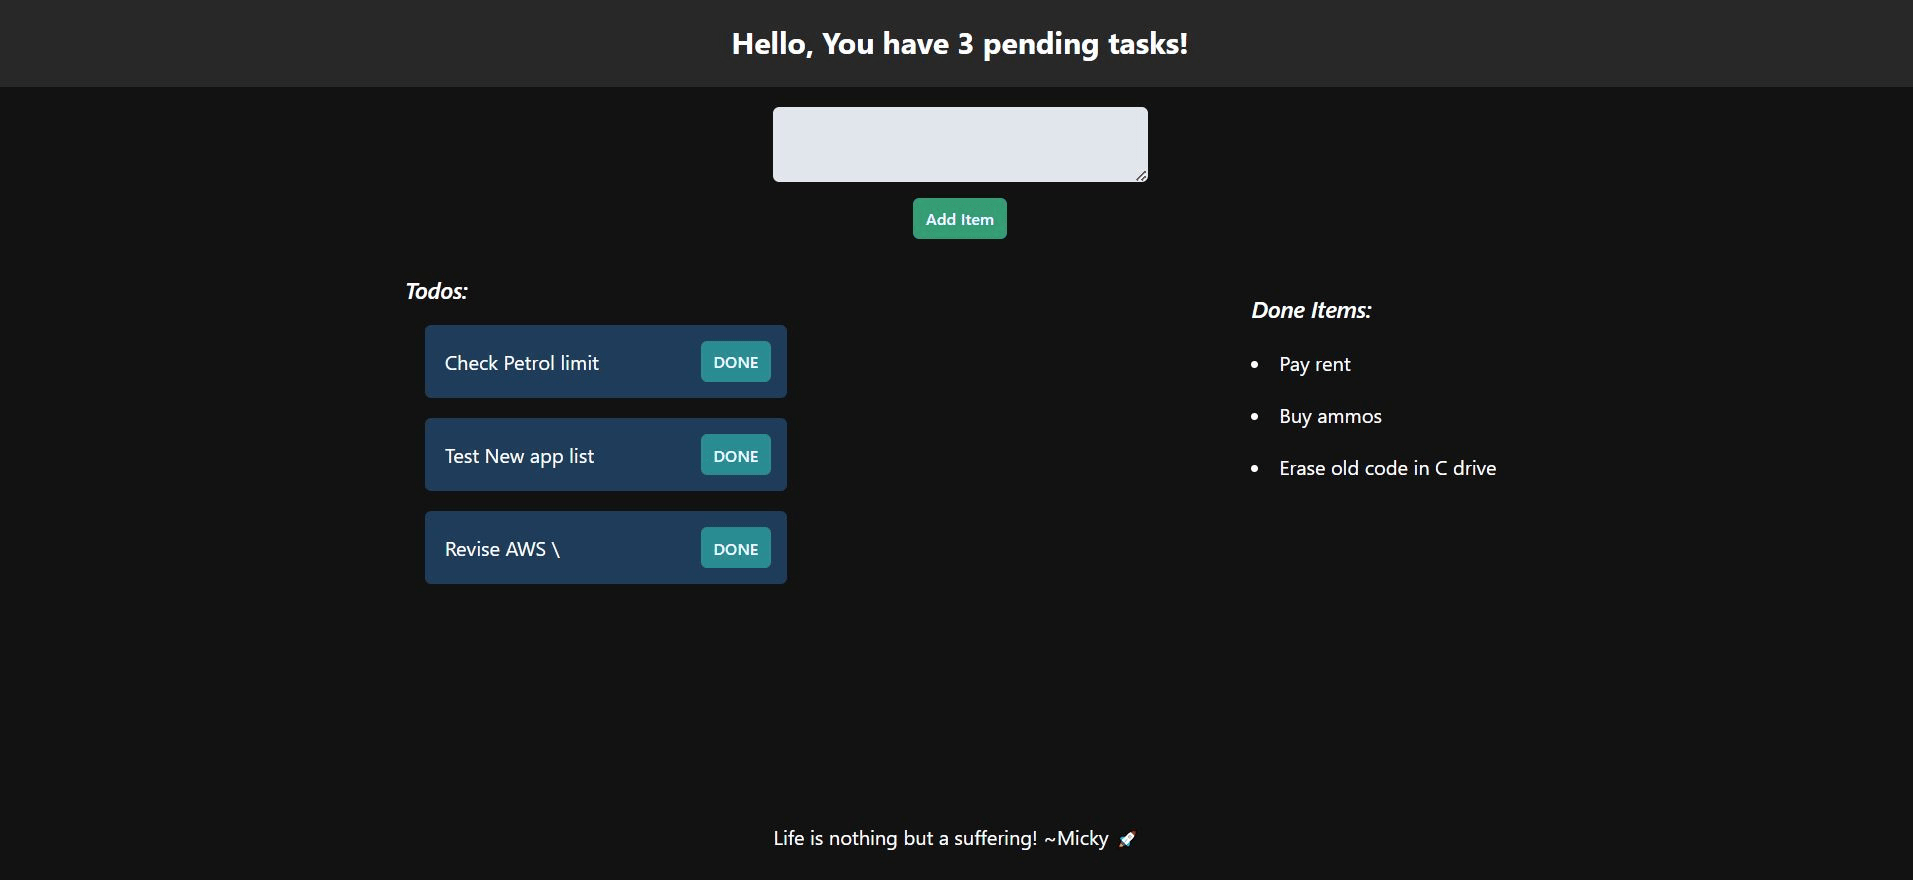 Hello, You have 3 pending tasks!
Add Item
Todos:
Check Petrol limit
DONE
Test New app list
DONE
Revise AWS \
DONE
Done Items:
Pay rent
Buy ammos
Erase old code in C drive
Life is nothing but a suffering! ~Micky 🚀